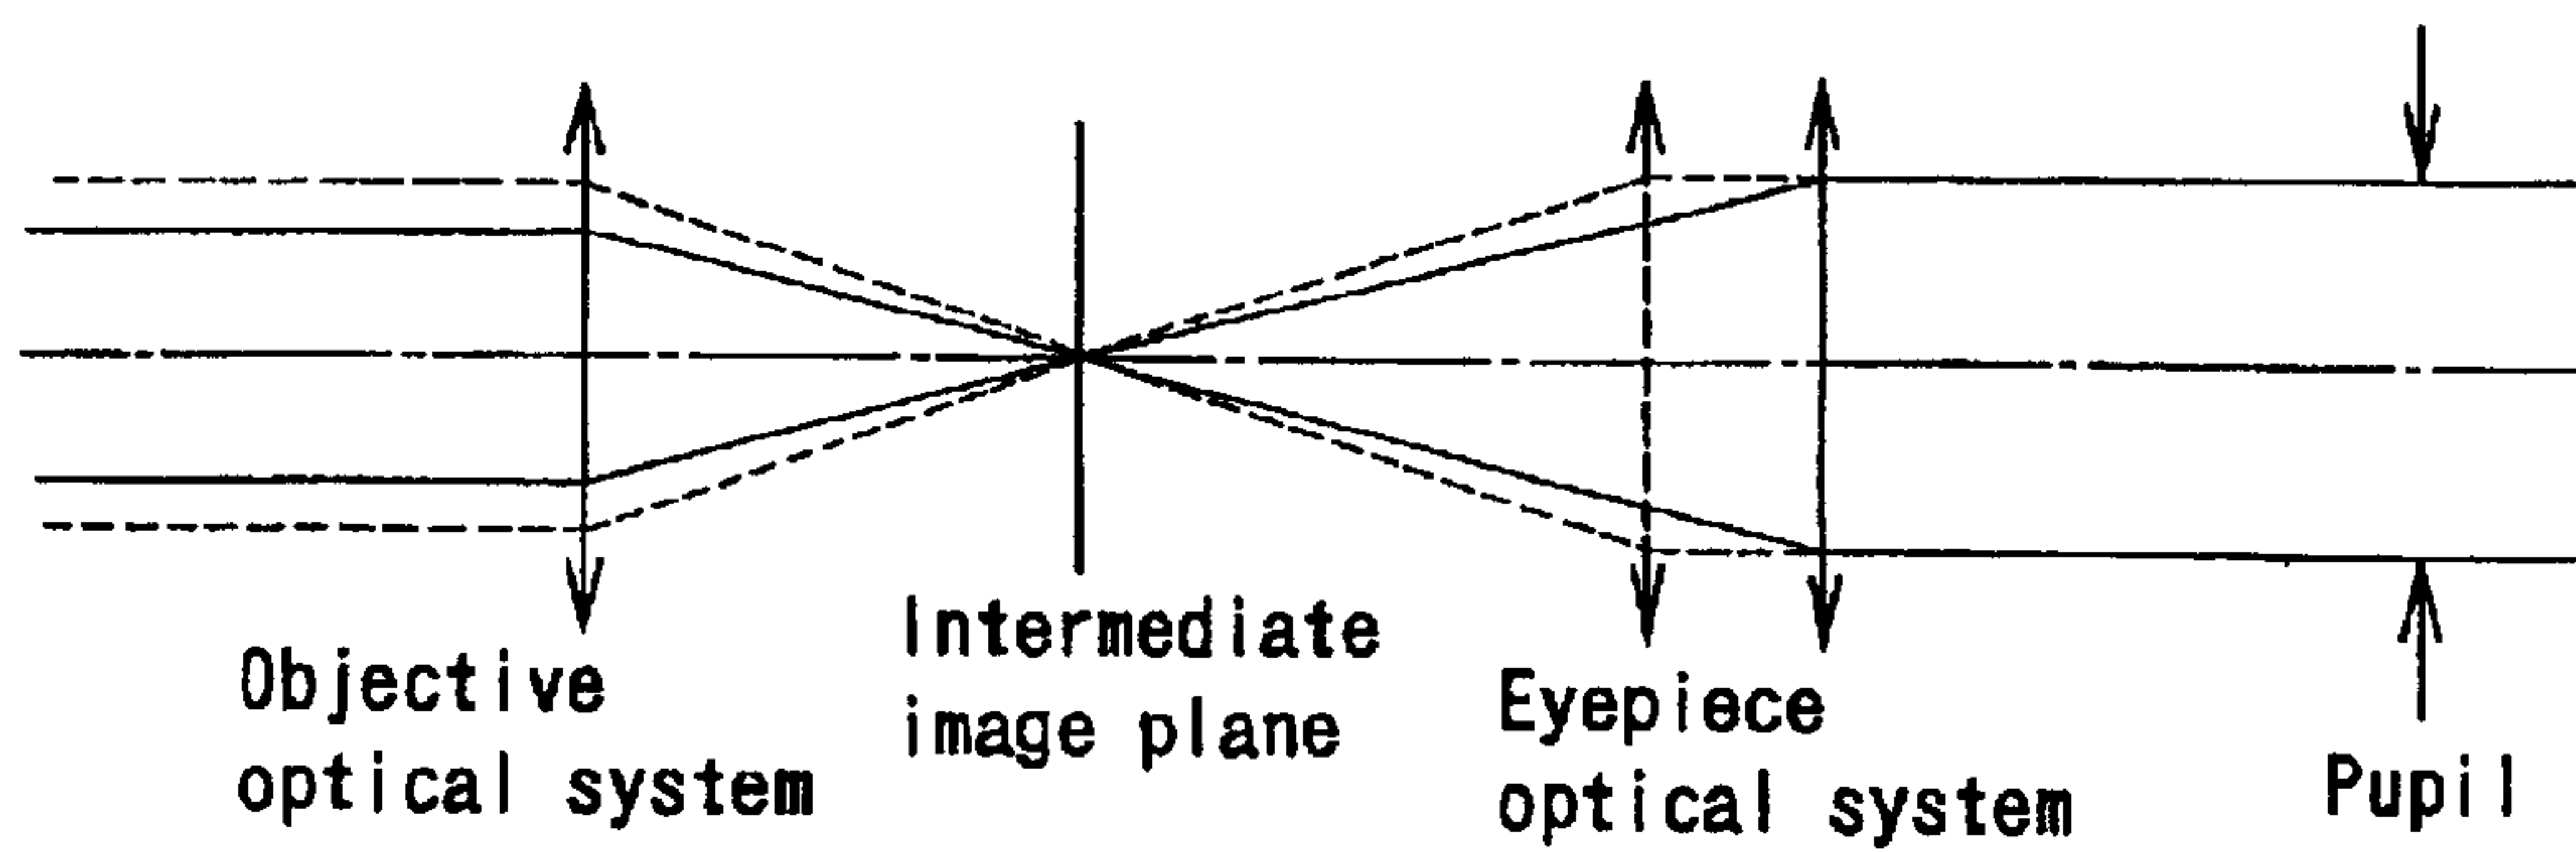 Objective
optical system
Intermediate
image plane
Eyepiece
optical system
Pupil